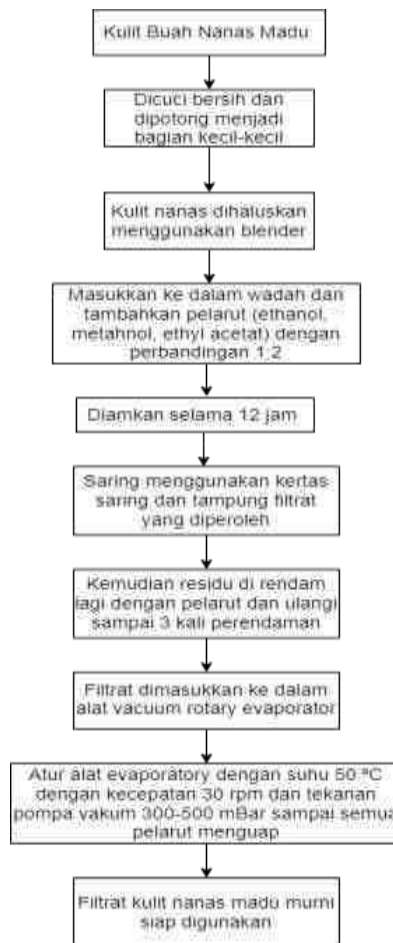 Kulit Buah Nanas Madu
Dicuci bersih dan
dipotong menjadi
bagian kecil-kecil
Kulit nanas dihaluskan
menggunakan blender
Masukkan ke dalam wadah dan
tambahkan pelarut (ethanol,
metahnol, ethyl acetat) dengan
perbandingan 1:2
Diamkan selama 12 jam
Saring menggunakan kertas
saring dan tampung filtrat
yang diperoleh
Kemudian residu di rendam
lagi dengan pelarut dan ulangi
sampai 3 kali perendaman
Filtrat dimasukkan ke dalam
alat vacuum rotary evaporator
Atur alat evaporatory dengan suhu 50 ºC
dengan kecepatan 30 rpm dan tekanan
pompa vakum 300-500 mBar sampai semua
pelarut menguap
Filtrat kulit nanas madu murni
siap digunakan